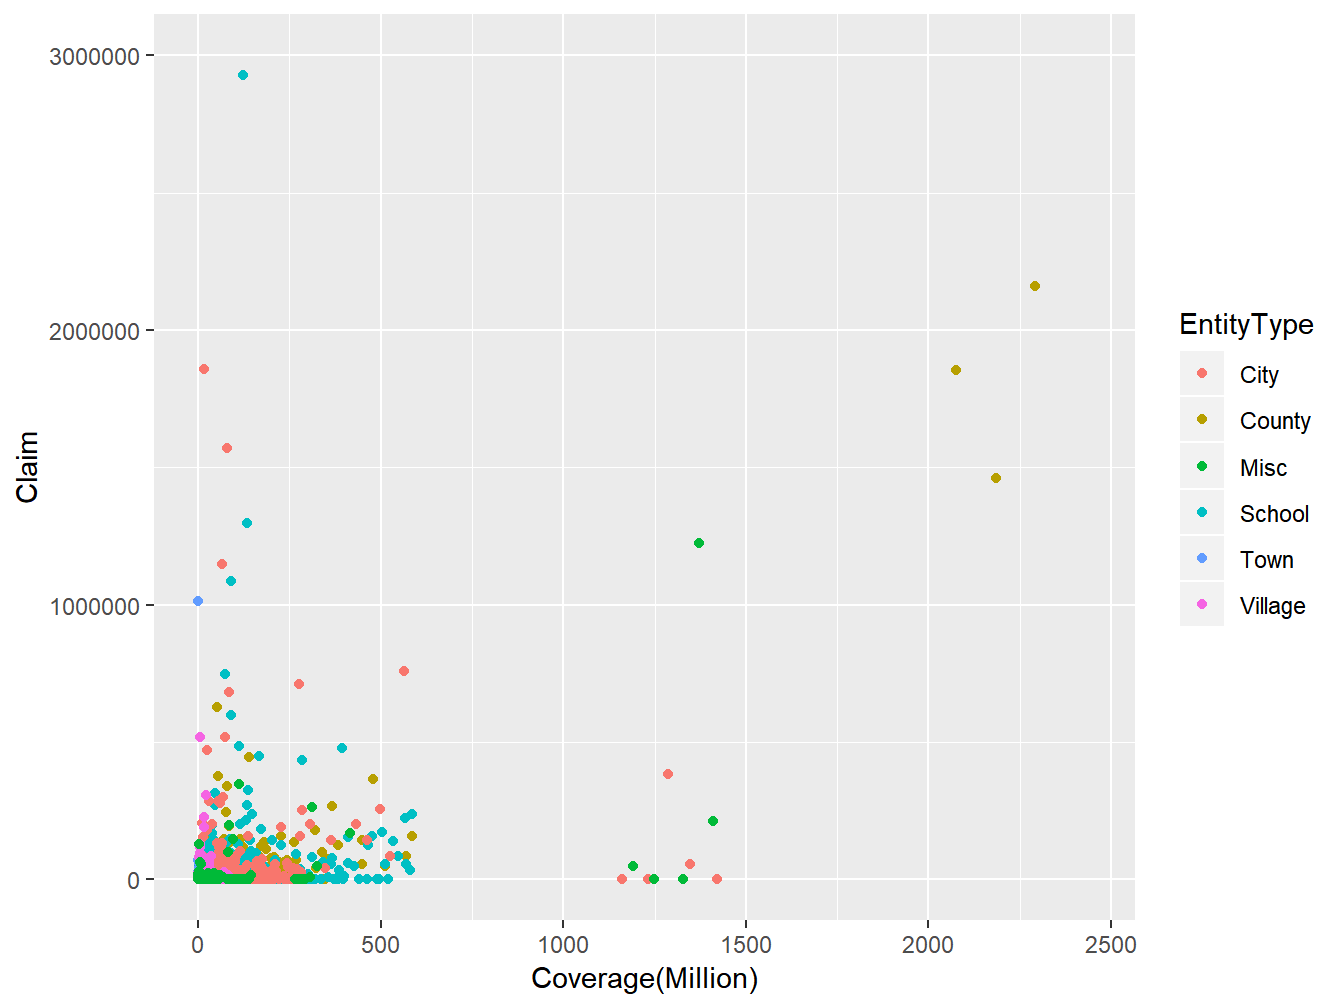 3000000
2000000
1000000
0
Claim
0 500 1000 1500 2000 2500
Coverage(Million)
EntityType
City
County
Misc
School
Town
Village